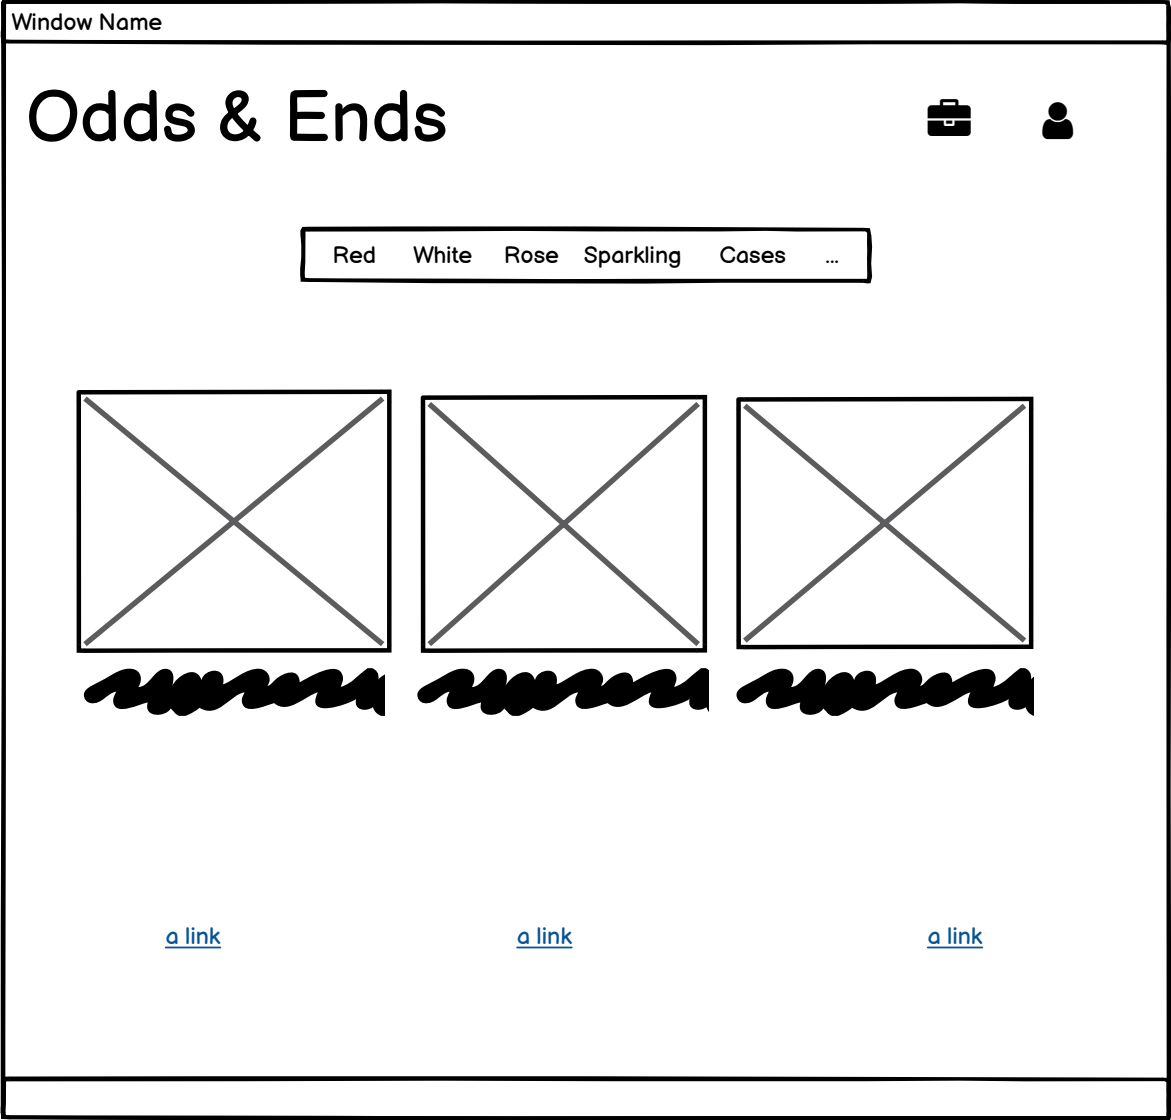 Window Name
Odds & Ends
Red White Rose Sparkling Cases ...
a link a link a link